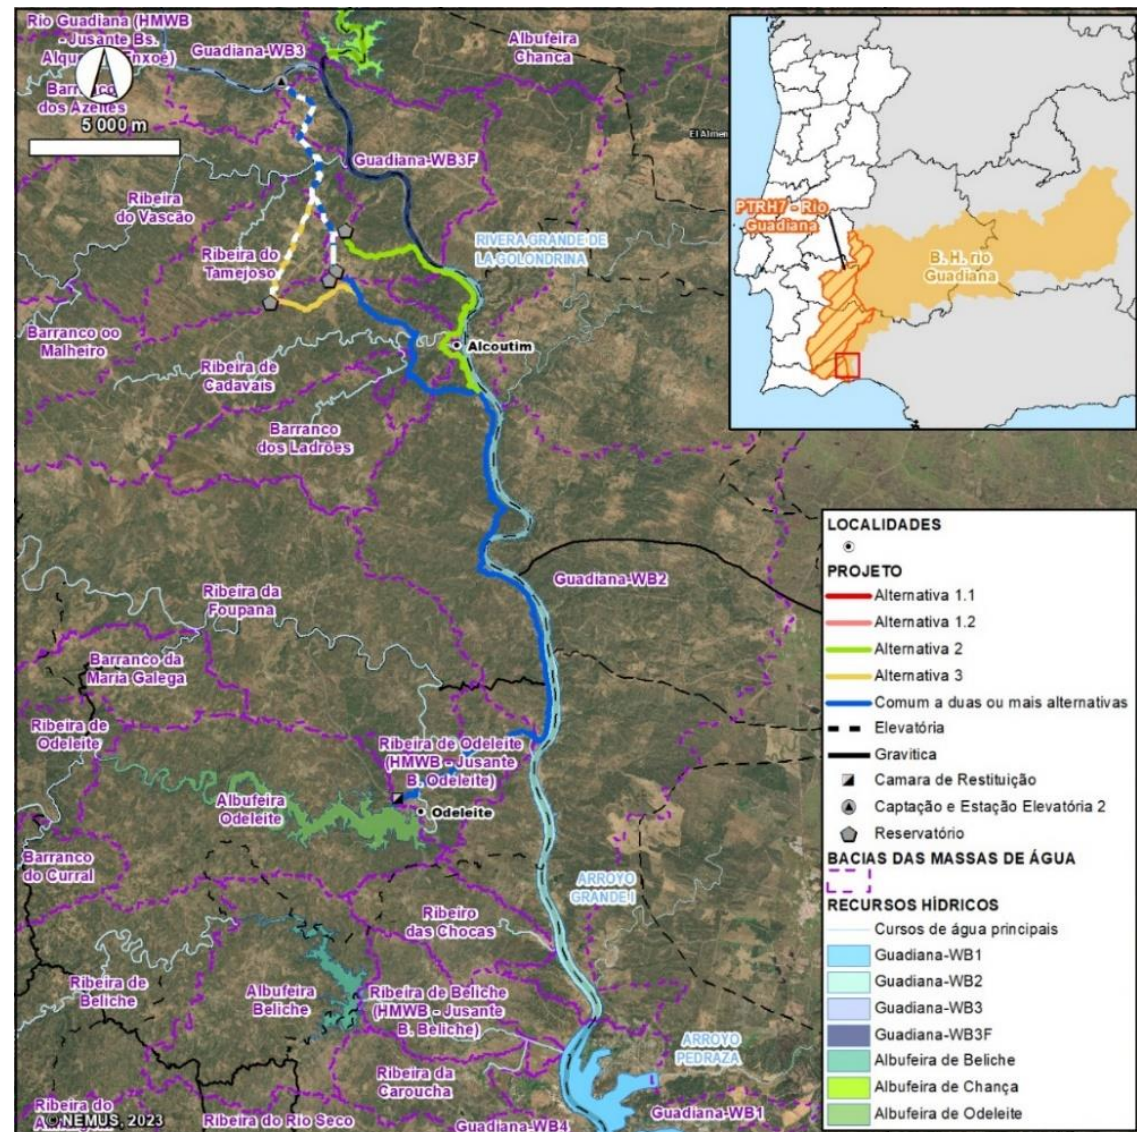 Rio Guadiana (HMWB
- Jusante Bs.
Guadiana-WB3
Albufeira
Chanca
dos Azeites
5 000 m
Guadiana-WB3F
Ribeira
do Vascão
RIVERA GRANDE DE
LA GOLONDRINA
Ribeira do
Tamejoso
Barranco oo
Malheiro
Alcoutim
Ribeira de
Cadavais
Barranco
dos Ladrões
PTRH7 - Rio
Guadiana
B. H. rio
Guadiana
Guadiana-WB2
Ribeira da
Foupana
Barranco da
Maria Galega
Ribeira de
Odeleite
Ribeira de Odeleite
(HMWB - Jusante
B. Odeleite)
Albufeira
Odeleite
Odeleite
Barranco
do Curral
ARROYO
GRANDE I
Ribeiro
das Chocas
Ribeira de
Beliche
Albufeira
Beliche
Ribeira de Beliche
(HMWB - Jusante
B. Beliche)
ARROYO
PEDRAZA
Ribeira da
Caroucha
Ribeira do
© NEMUS, 2023
Ribeira do Rio Seco
Guadiana-WB4
Guadiana-WB1
LOCALIDADES
PROJETO
Alternativa 1.1
Alternativa 1.2
Alternativa 2
Alternativa 3
Comum a duas ou mais alternativas
Elevatória
Gravítica
Camara de Restituição
Captação e Estação Elevatória 2
Reservatório
BACIAS DAS MASSAS DE ÁGUA
RECURSOS HÍDRICOS
Cursos de água principais
Guadiana-WB1
Guadiana-WB2
Guadiana-WB3
Guadiana-WB3F
Albufeira de Beliche
Albufeira de Chança
Albufeira de Odeleite